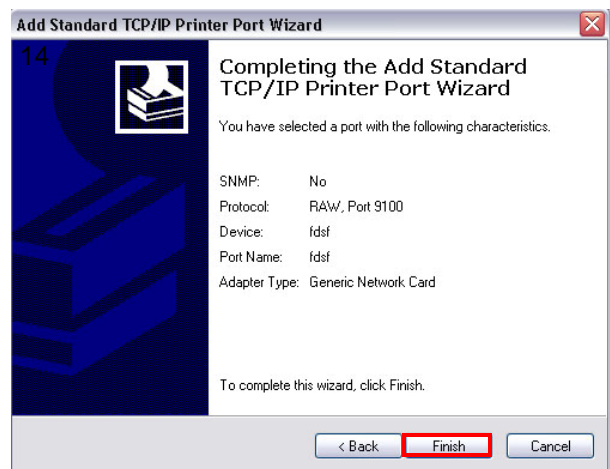 Add Standard TCP/IP Printer Port Wizard
14
Completing the Add Standard
TCP/IP Printer Port Wizard
You have selected a port with the following characteristics.
SNMP: No
Protocol: RAW, Port 9100
Device: fdsf
Port Name: fdsf
Adapter Type: Generic Network Card
To complete this wizard, click Finish.
< Back Finish Cancel